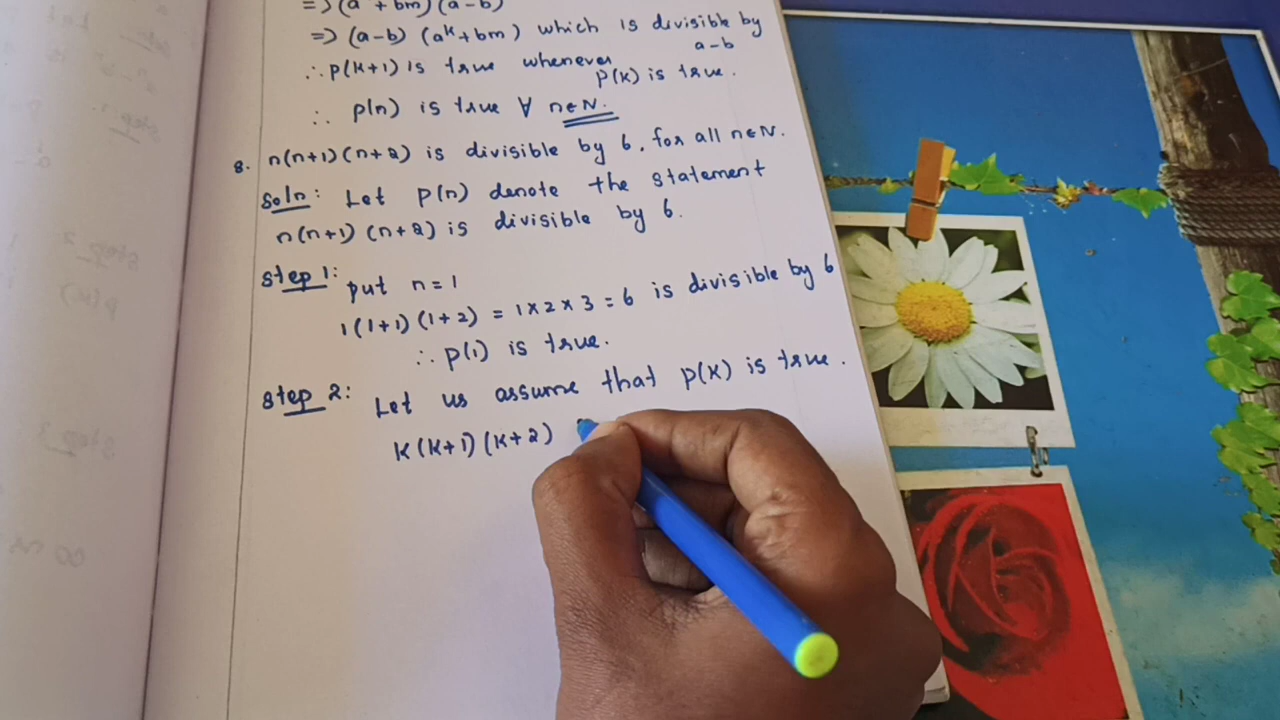 => (a + bm) (a-b)
=> (a-b) (aᵏ+bm) which is divisible by
a-b
∴ p(k+1) is true whenever
p(k) is true.
∴ p(n) is true ∀ n∈N.
8. n(n+1)(n+2) is divisible by 6, for all n∈N.
soln: Let p(n) denote the statement
n(n+1)(n+2) is divisible by 6.
step 1: put n=1
1(1+1)(1+2) = 1×2×3 = 6 is divisible by 6
∴ p(1) is true.
step 2: Let us assume that p(k) is true.
k(k+1)(k+2)